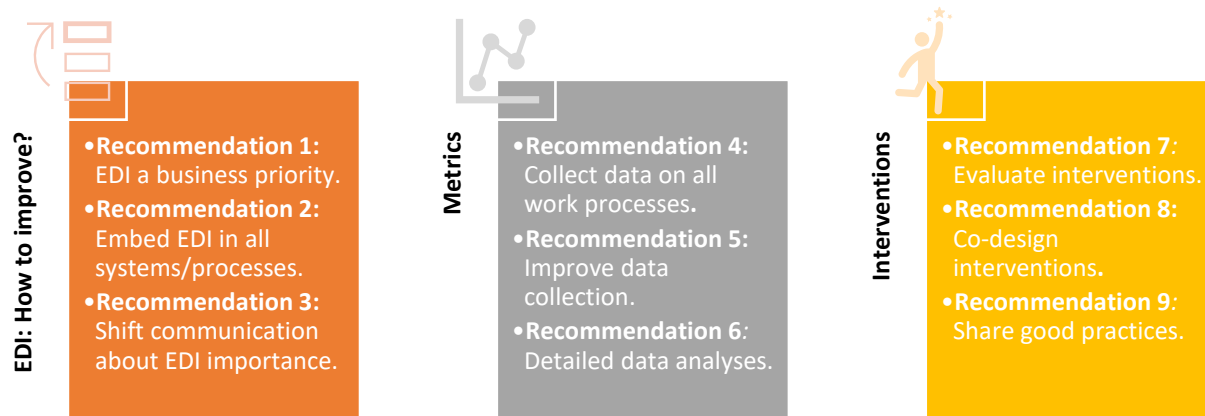 EDI: How to improve?
•Recommendation 1:
EDI a business priority.
•Recommendation 2:
Embed EDI in all
systems/processes.
•Recommendation 3:
Shift communication
about EDI importance.
Metrics
•Recommendation 4:
Collect data on all
work processes.
•Recommendation 5:
Improve data
collection.
•Recommendation 6:
Detailed data analyses.
Interventions
•Recommendation 7:
Evaluate interventions.
•Recommendation 8:
Co-design
interventions.
•Recommendation 9:
Share good practices.